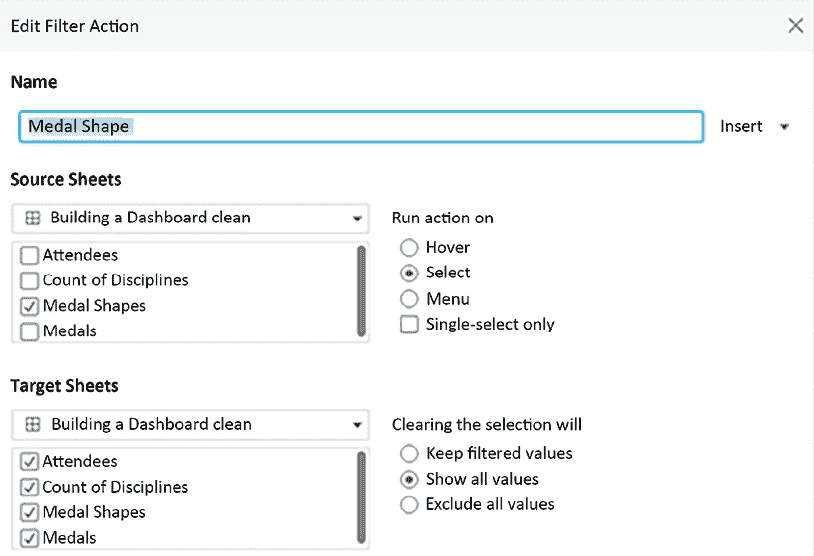 Edit Filter Action
Name
Medal Shape
Insert
Source Sheets
Building a Dashboard clean
Attendees
Count of Disciplines
Medal Shapes
Medals
Run action on
Hover
Select
Menu
Single-select only
Target Sheets
Building a Dashboard clean
Attendees
Count of Disciplines
Medal Shapes
Medals
Clearing the selection will
Keep filtered values
Show all values
Exclude all values